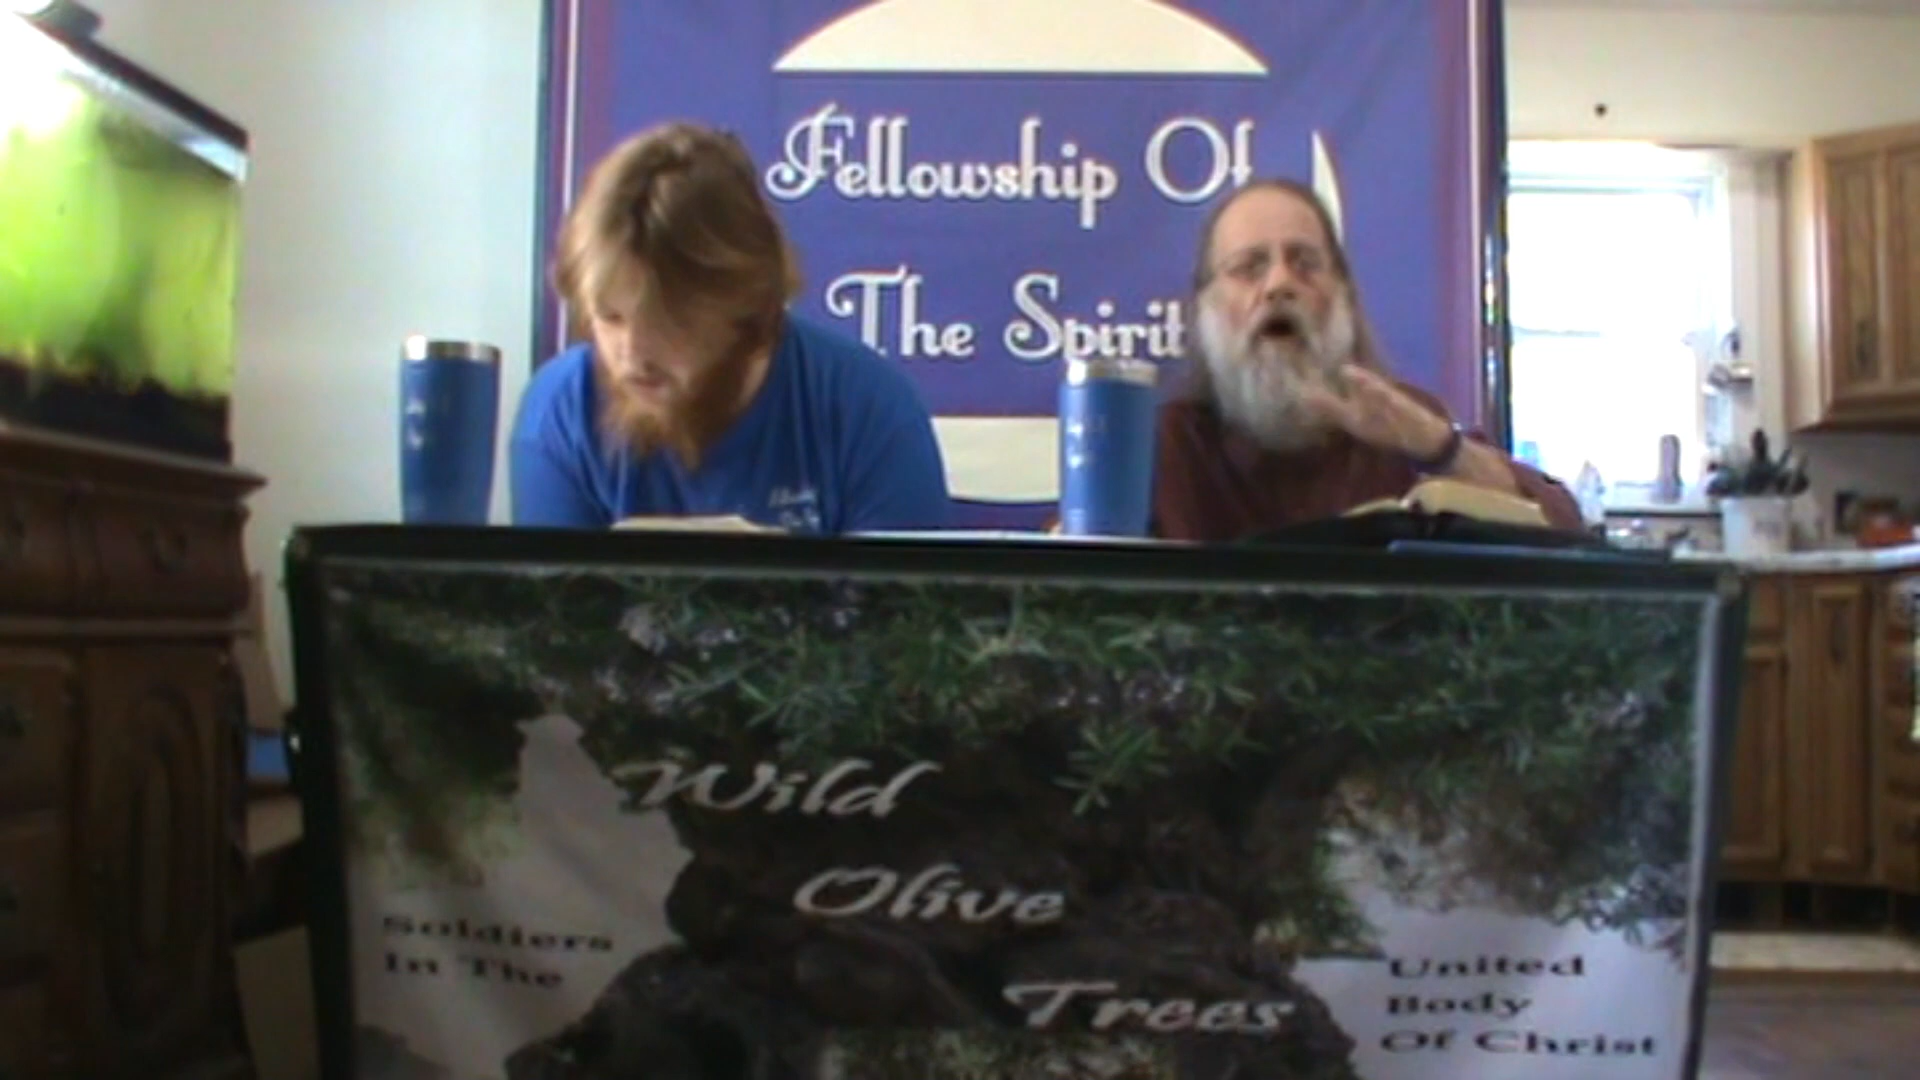 Fellowship Of
The Spirit
Wild
Olive
Trees
Soldiers
In The
United
Body
Of Christ